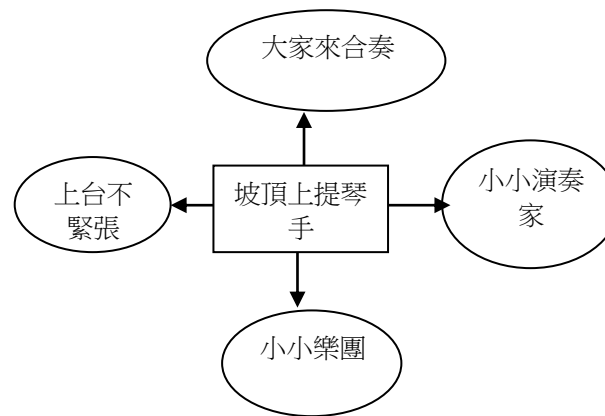 大家來合奏
上台不
緊張
坡頂上提琴
手
小小演奏
家
小小樂團